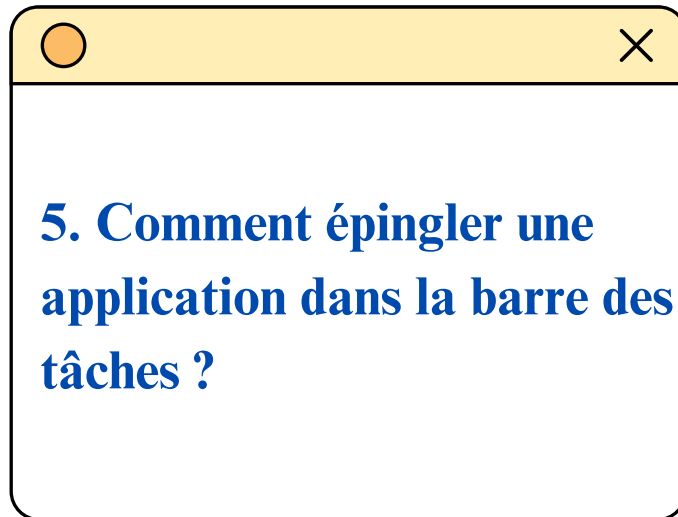 5. Comment épingler une
application dans la barre des
tâches ?